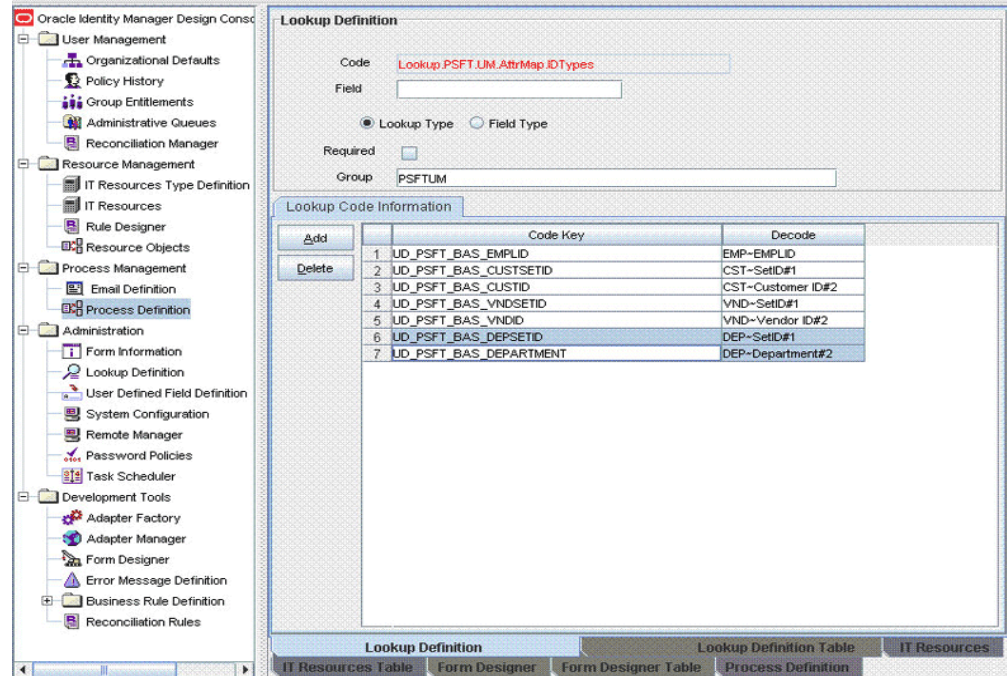 Oracle Identity Manager Design Conso
User Management
Organizational Defaults
Policy History
Group Entitlements
Administrative Queues
Reconciliation Manager
Resource Management
IT Resources Type Definition
IT Resources
Rule Designer
Resource Objects
Process Management
Email Definition
Process Definition
Administration
Form Information
Lookup Definition
User Defined Field Definition
System Configuration
Remote Manager
Password Policies
Task Scheduler
Development Tools
Adapter Factory
Adapter Manager
Form Designer
Error Message Definition
Business Rule Definition
Reconciliation Rules
Lookup Definition
Code Lookup.PSFT.UM.AttrMap.IDTypes
Field
Lookup Type Field Type
Required
Group PSFTUM
Lookup Code Information
Add
Delete
Code Key Decode
1 UD_PSFT_BAS_EMPLID EMP~EMPLID
2 UD_PSFT_BAS_CUSTSETID CST~SetID#1
3 UD_PSFT_BAS_CUSTID CST~Customer ID#2
4 UD_PSFT_BAS_VNDSETID VND~SetID#1
5 UD_PSFT_BAS_VNDID VND~Vendor ID#2
6 UD_PSFT_BAS_DEPSETID DEP~SetID#1
7 UD_PSFT_BAS_DEPARTMENT DEP~Department#2
Lookup Definition Lookup Definition Table IT Resources
IT Resources Table Form Designer Form Designer Table Process Definition